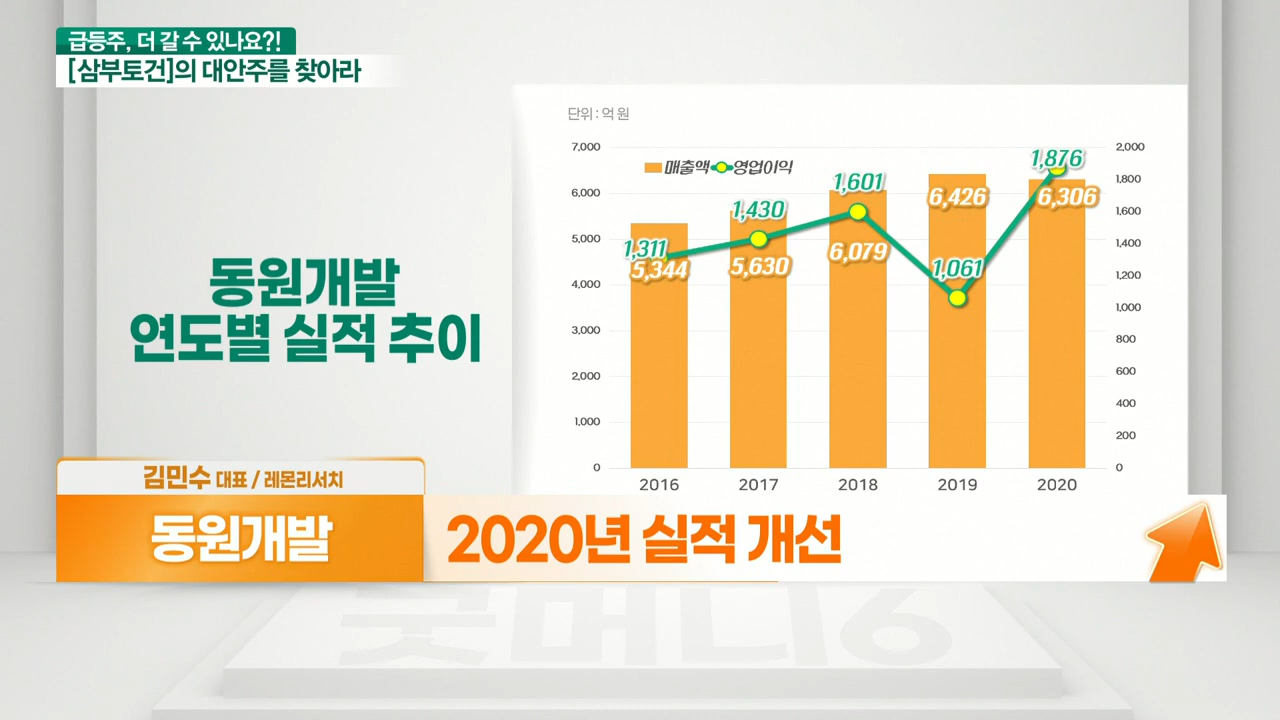 급등주, 더 갈 수 있나요?!
[삼부토건]의 대안주를 찾아라
동원개발
연도별 실적 추이
단위 : 억 원
매출액 영업이익
7,000
6,000
5,000
4,000
3,000
2,000
1,000
0
2,000
1,800
1,600
1,400
1,200
1,000
800
600
400
200
0
1,311
5,344
1,430
5,630
1,601
6,079
6,426
1,061
1,876
6,306
2016 2017 2018 2019 2020
김민수 대표 / 레몬리서치
동원개발
2020년 실적 개선
굿머니6